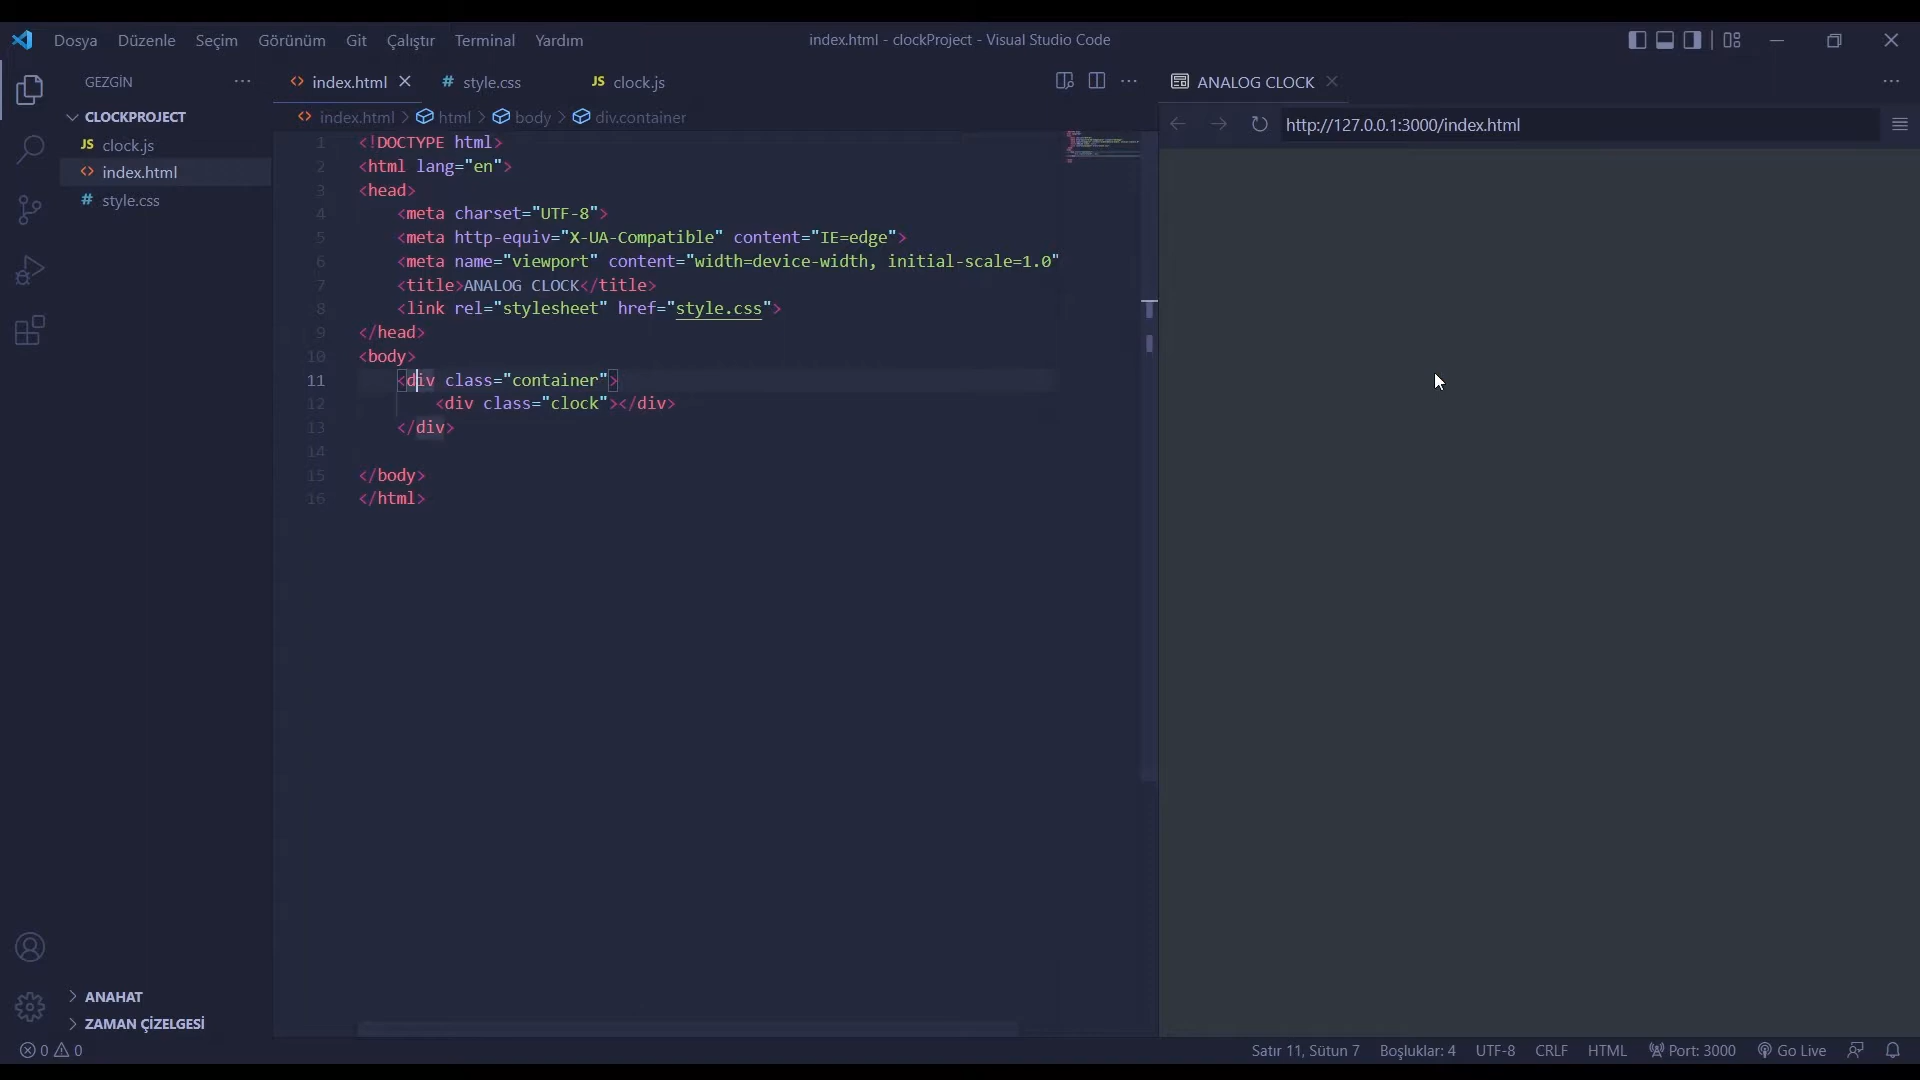 Dosya Düzenle Seçim Görünüm Git Çalıştır Terminal Yardım
index.html - clockProject - Visual Studio Code
GEZGİN
CLOCKPROJECT
JS clock.js
<> index.html
# style.css
<> index.html # style.css JS clock.js
<> index.html > html > body > div.container
1 <!DOCTYPE html>
2 <html lang="en">
3 <head>
4 <meta charset="UTF-8">
5 <meta http-equiv="X-UA-Compatible" content="IE=edge">
6 <meta name="viewport" content="width=device-width, initial-scale=1.0"
7 <title>ANALOG CLOCK</title>
8 <link rel="stylesheet" href="style.css">
9 </head>
10 <body>
11 <div class="container">
12 <div class="clock"></div>
13 </div>
14
15 </body>
16 </html>
ANALOG CLOCK
http://127.0.0.1:3000/index.html
ANAHAT
ZAMAN ÇİZELGESİ
0 0
Satır 11, Sütun 7 Boşluklar: 4 UTF-8 CRLF HTML Port: 3000 Go Live